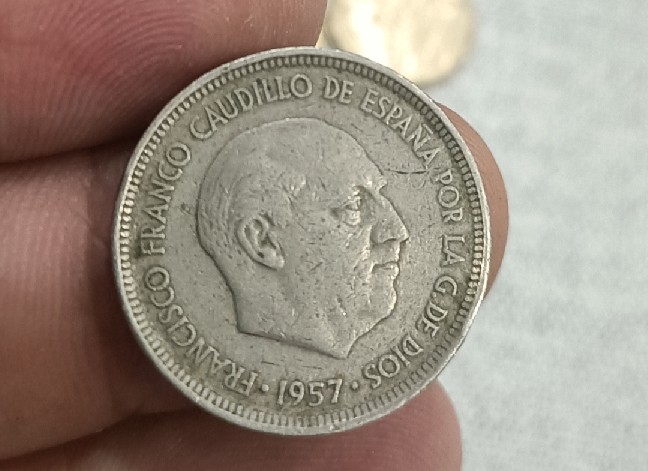 FRANCISCO FRANCO CAUDILLO DE ESPAÑA POR LA G. DE DIOS
· 1957 ·